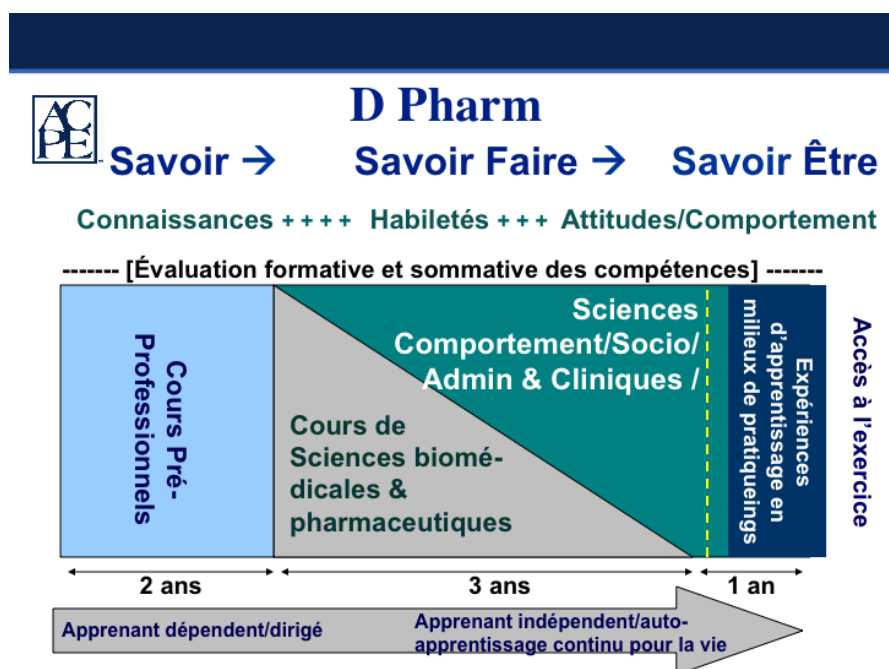 D Pharm
ACPE
Savoir → Savoir Faire → Savoir Être
Connaissances + + + + Habiletés + + + Attitudes/Comportement
------- [Évaluation formative et sommative des compétences] -------
Cours Pré-
Professionnels
Sciences
Comportement/Socio/
Admin & Cliniques /
Cours de
Sciences biomé-
dicales &
pharmaceutiques
Expériences
d'apprentissage en
milieux de pratiqueings
Accès à l'exercice
2 ans
3 ans
1 an
Apprenant dépendent/dirigé
Apprenant indépendent/auto-
apprentissage continu pour la vie